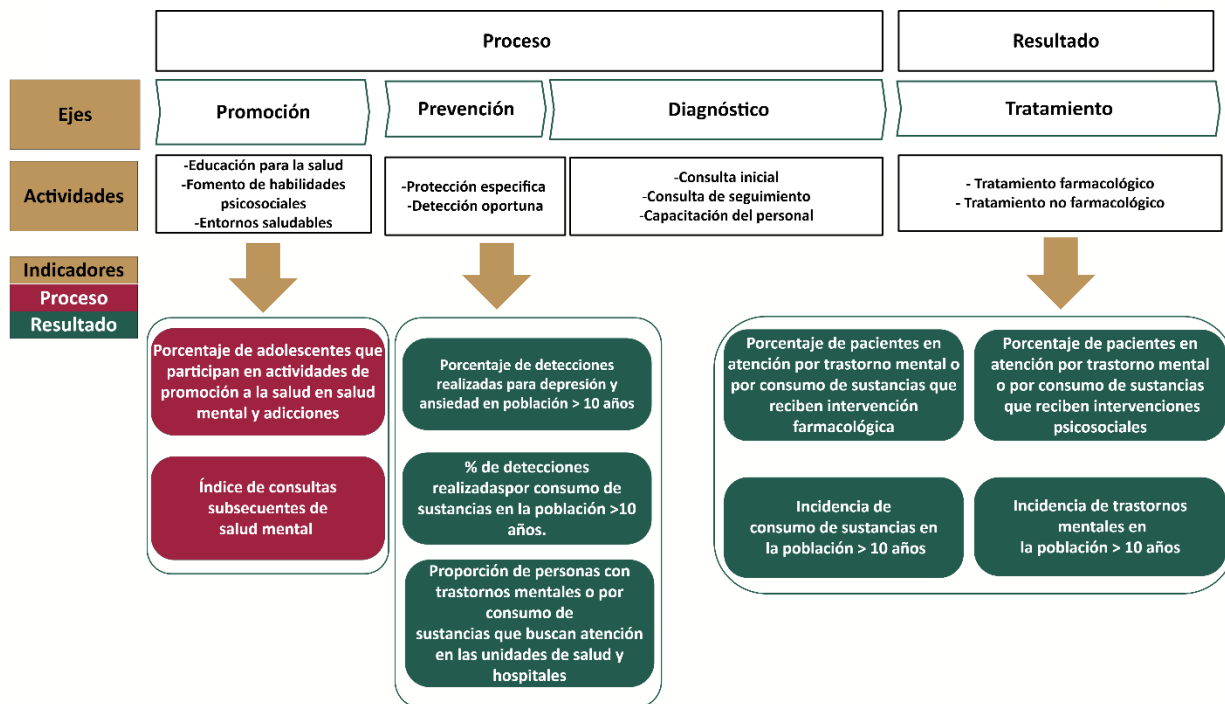 Proceso
Resultado
Ejes
Promoción
Prevención
Diagnóstico
Tratamiento
Actividades
-Educación para la salud
-Fomento de habilidades
psicosociales
-Entornos saludables
-Protección especifica
-Detección oportuna
-Consulta inicial
-Consulta de seguimiento
-Capacitación del personal
- Tratamiento farmacológico
- Tratamiento no farmacológico
Indicadores
Proceso
Resultado
Porcentaje de adolescentes que
participan en actividades de
promoción a la salud en salud
mental y adicciones
Índice de consultas
subsecuentes de
salud mental
Porcentaje de detecciones
realizadas para depresión y
ansiedad en población > 10 años
% de detecciones
realizadaspor consumo de
sustancias en la población >10
años.
Proporción de personas con
trastornos mentales o por
consumo de
sustancias que buscan atención
en las unidades de salud y
hospitales
Porcentaje de pacientes en
atención por trastorno mental o
por consumo de sustancias que
reciben intervención
farmacológica
Porcentaje de pacientes en
atención por trastorno mental
o por consumo de sustancias
que reciben intervenciones
psicosociales
Incidencia de
consumo de sustancias en
la población > 10 años
Incidencia de trastornos
mentales en
la población > 10 años